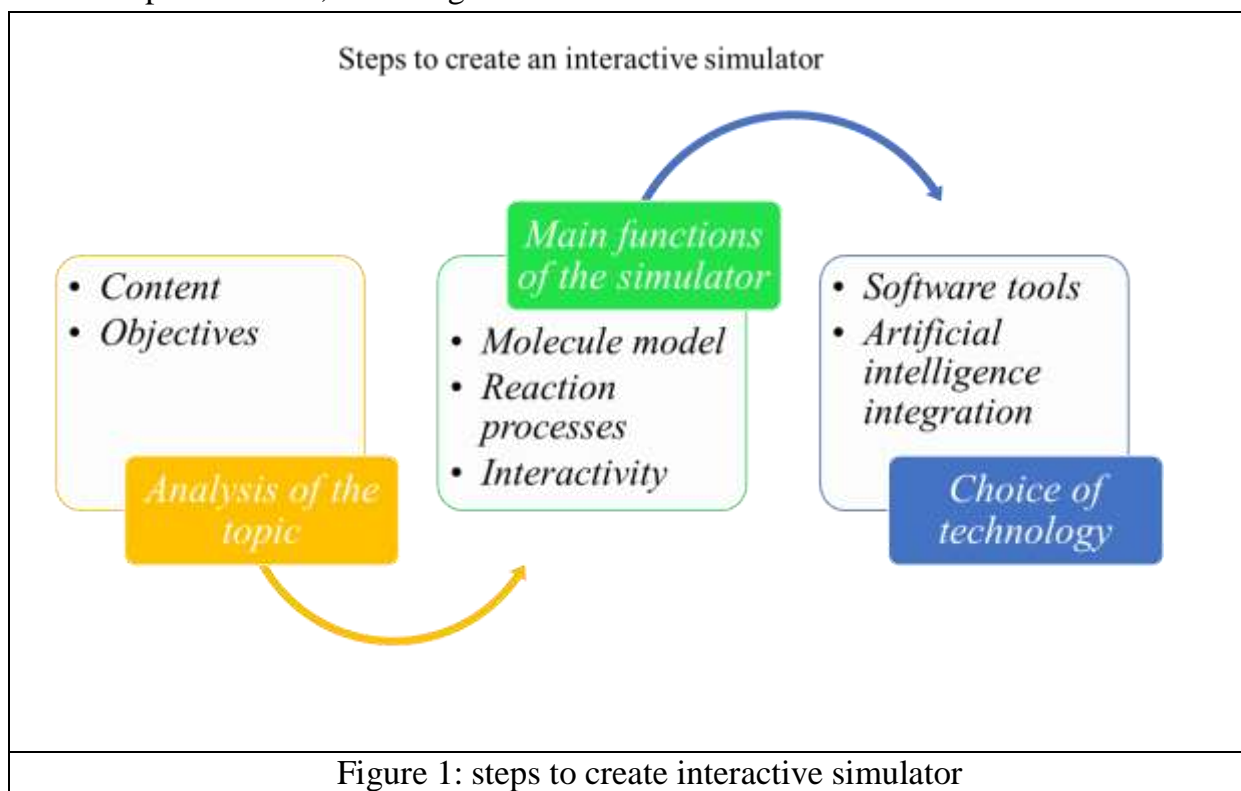 Steps to create an interactive simulator
• Content
• Objectives
Analysis of the
topic
Main functions
of the simulator
• Molecule model
• Reaction
processes
• Interactivity
• Software tools
• Artificial
intelligence
integration
Choice of
technology
Figure 1: steps to create interactive simulator